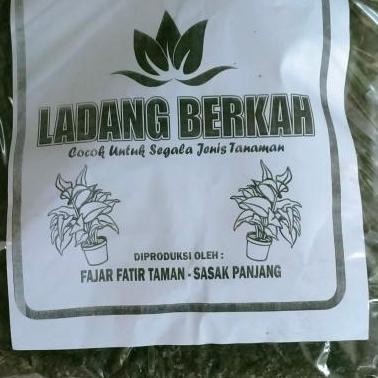 LADANG BERKAH
Cocok Untuk Segala Jenis Tanaman
DIPRODUKSI OLEH :
FAJAR FATIR TAMAN - SASAK PANJANG